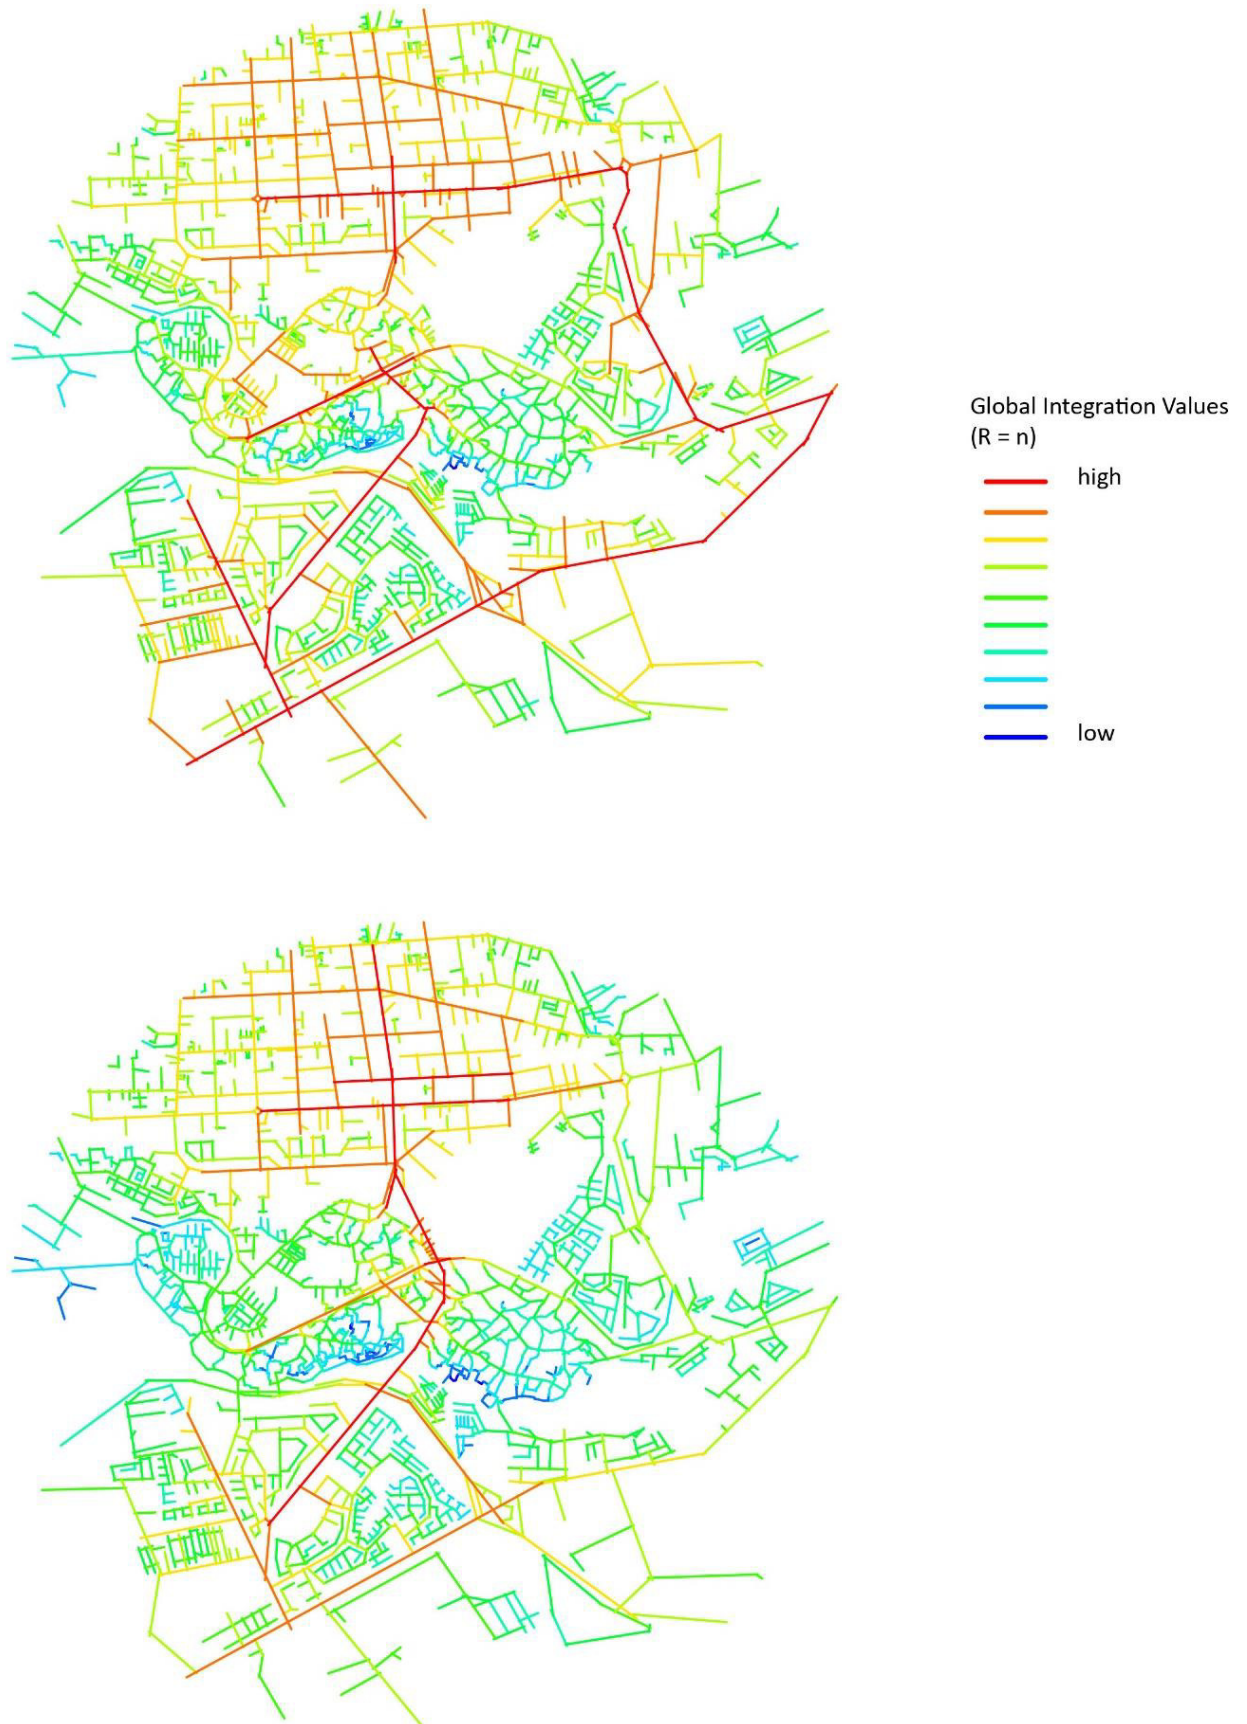 Global Integration Values
(R = n)
high
low